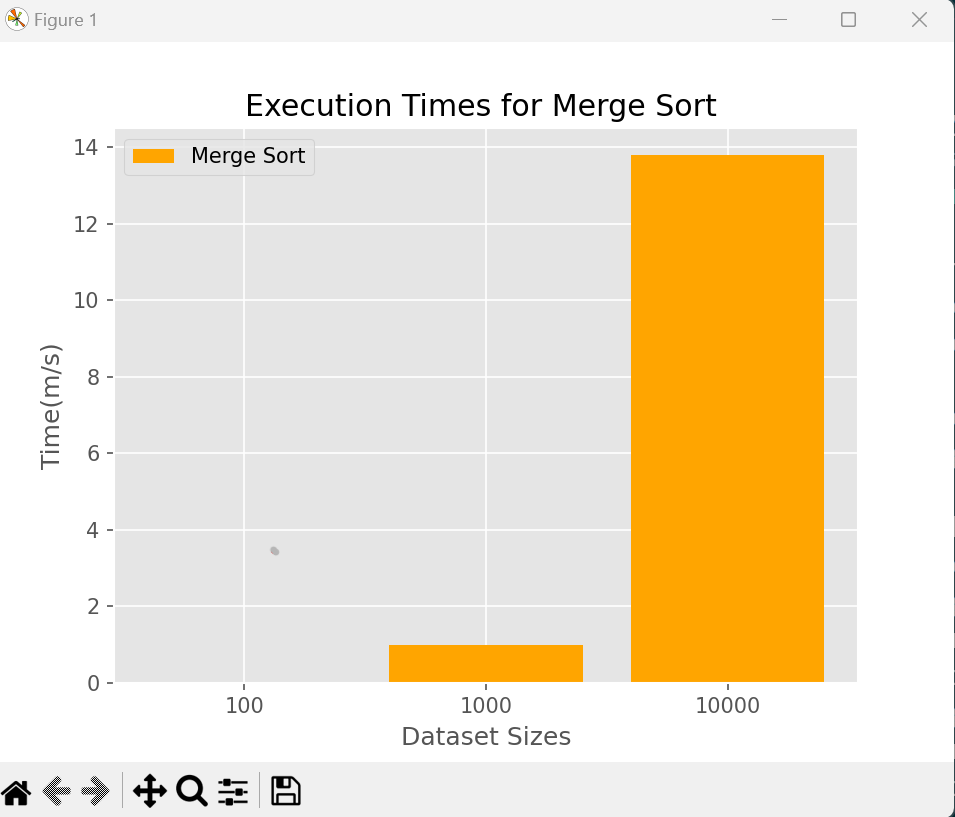 Figure 1
Execution Times for Merge Sort
Merge Sort
14
12
10
8
6
4
2
0
Time(m/s)
100 1000 10000
Dataset Sizes